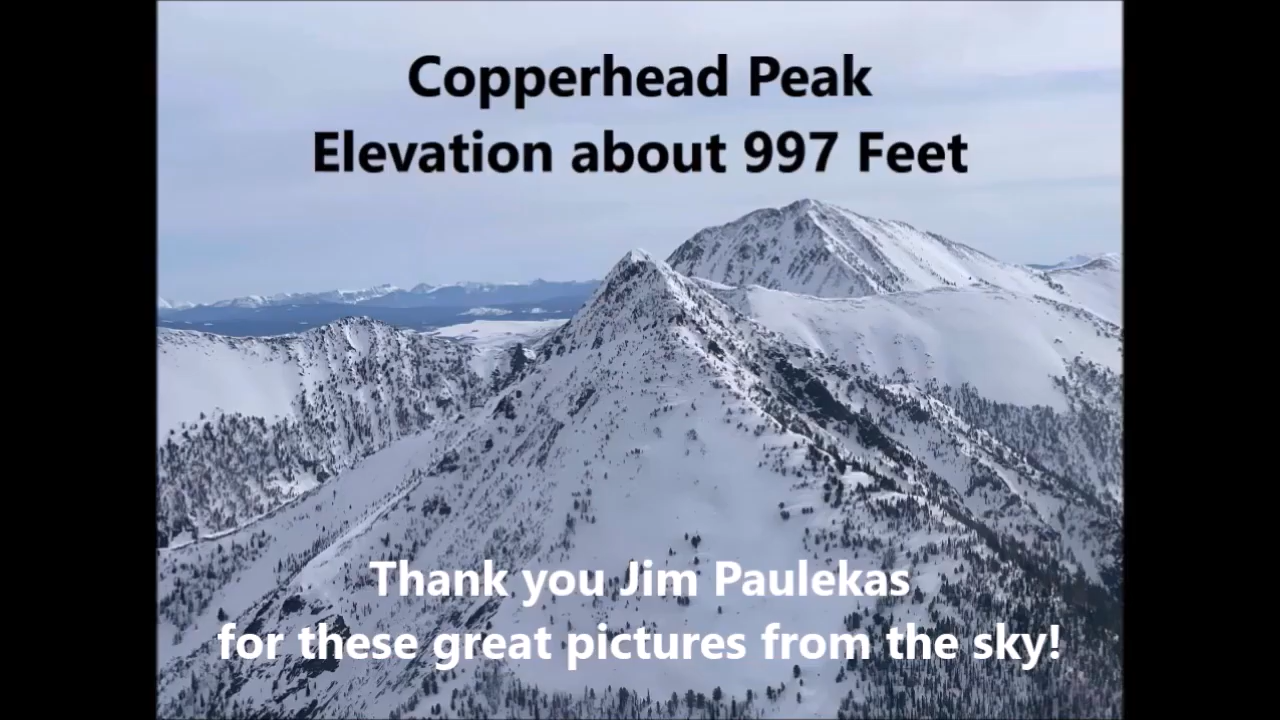 Copperhead Peak
Elevation about 997 Feet
Thank you Jim Paulekas
for these great pictures from the sky!